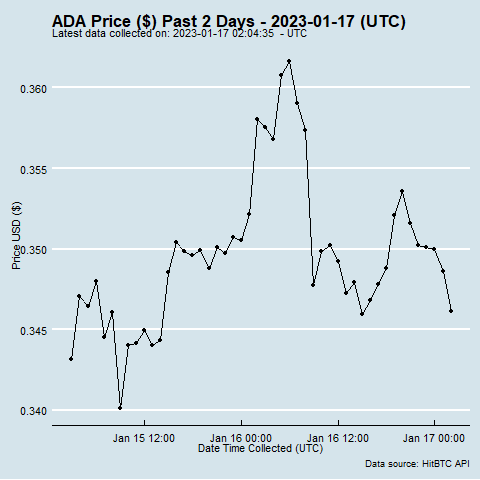 ADA Price ($) Past 2 Days - 2023-01-17 (UTC)
Latest data collected on: 2023-01-17 02:04:35  - UTC
0.360
0.355
0.350
0.345
0.340
Price USD ($)
Jan 15 12:00
Jan 16 00:00
Jan 16 12:00
Jan 17 00:00
Date Time Collected (UTC)
Data source: HitBTC API